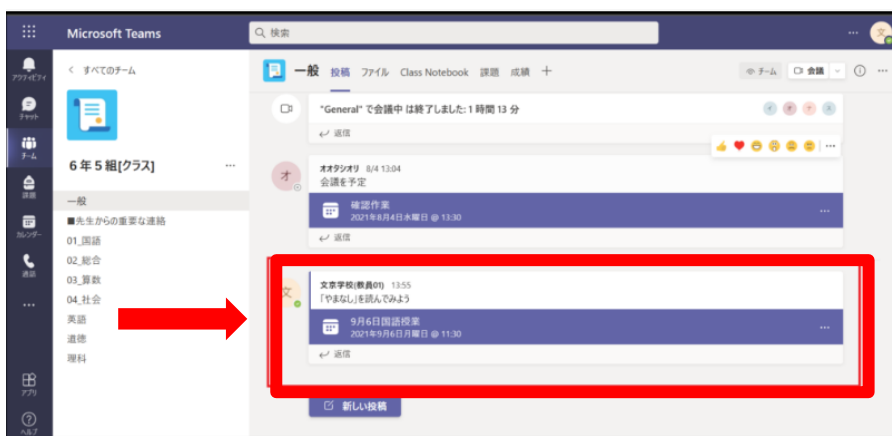 Microsoft Teams
検索
文
アクティビティ
チャット
チーム
課題
カレンダー
通話
アプリ
ヘルプ
すべてのチーム
6年5組[クラス]
一般
■先生からの重要な連絡
01_国語
02_総合
03_算数
04_社会
英語
道徳
理科
一般 投稿 ファイル Class Notebook 課題 成績
チーム
会議
"General" で会議中 は終了しました: 1 時間 13 分
返信
オ
オオタシオリ 8/4 13:04
会議を予定
確認作業
2021年8月4日水曜日 @ 13:30
返信
文
文京学校(教員01) 13:55
「やまなし」を読んでみよう
9月6日国語授業
2021年9月6日月曜日 @ 11:30
返信
新しい投稿